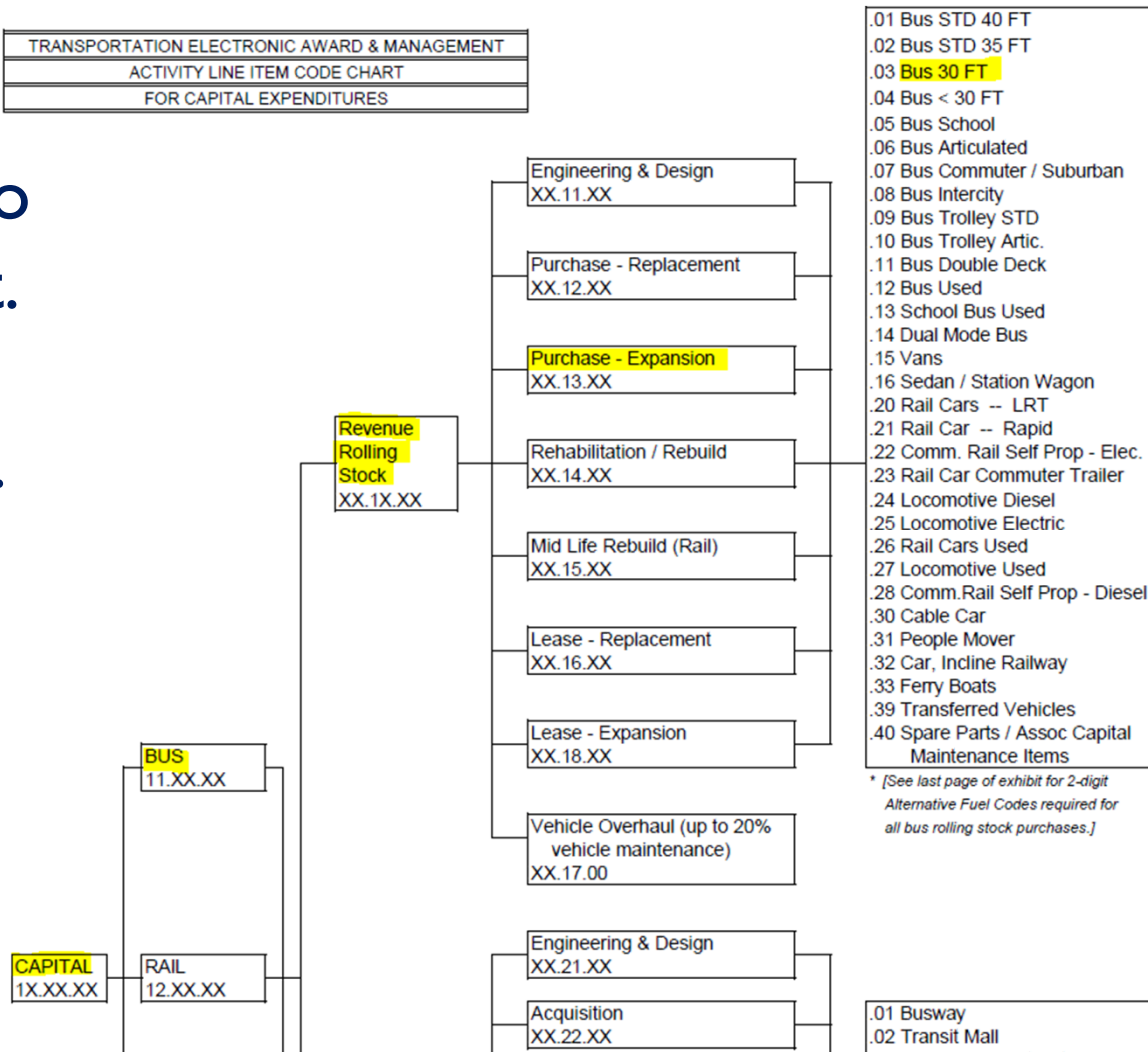 TRANSPORTATION ELECTRONIC AWARD & MANAGEMENT
ACTIVITY LINE ITEM CODE CHART
FOR CAPITAL EXPENDITURES
CAPITAL
1X.XX.XX
BUS
11.XX.XX
RAIL
12.XX.XX
Revenue
Rolling
Stock
XX.1X.XX
Engineering & Design
XX.11.XX
Purchase - Replacement
XX.12.XX
Purchase - Expansion
XX.13.XX
Rehabilitation / Rebuild
XX.14.XX
Mid Life Rebuild (Rail)
XX.15.XX
Lease - Replacement
XX.16.XX
Lease - Expansion
XX.18.XX
Vehicle Overhaul (up to 20%
vehicle maintenance)
XX.17.00
Engineering & Design
XX.21.XX
Acquisition
XX.22.XX
.01 Bus STD 40 FT
.02 Bus STD 35 FT
.03 Bus 30 FT
.04 Bus < 30 FT
.05 Bus School
.06 Bus Articulated
.07 Bus Commuter / Suburban
.08 Bus Intercity
.09 Bus Trolley STD
.10 Bus Trolley Artic.
.11 Bus Double Deck
.12 Bus Used
.13 School Bus Used
.14 Dual Mode Bus
.15 Vans
.16 Sedan / Station Wagon
.20 Rail Cars -- LRT
.21 Rail Car -- Rapid
.22 Comm. Rail Self Prop - Elec.
.23 Rail Car Commuter Trailer
.24 Locomotive Diesel
.25 Locomotive Electric
.26 Rail Cars Used
.27 Locomotive Used
.28 Comm.Rail Self Prop - Diesel
.30 Cable Car
.31 People Mover
.32 Car, Incline Railway
.33 Ferry Boats
.39 Transferred Vehicles
.40 Spare Parts / Assoc Capital
Maintenance Items
* [See last page of exhibit for 2-digit
Alternative Fuel Codes required for
all bus rolling stock purchases.]
.01 Busway
.02 Transit Mall